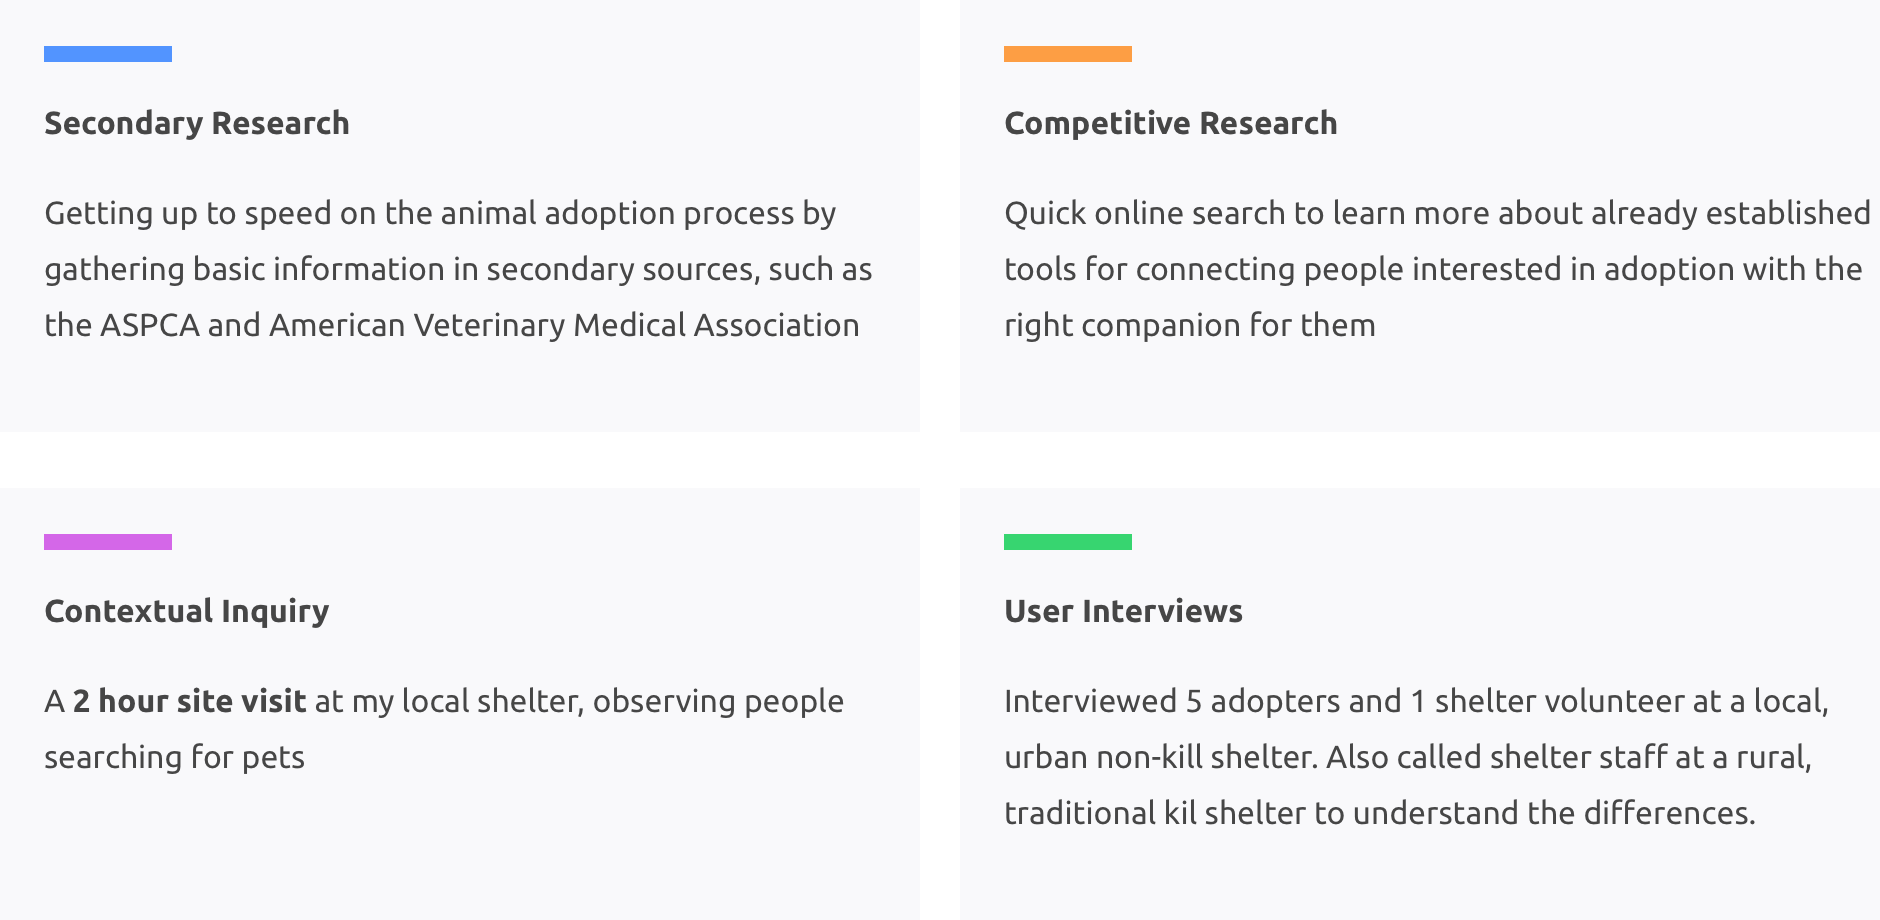 Secondary Research
Getting up to speed on the animal adoption process by
gathering basic information in secondary sources, such as
the ASPCA and American Veterinary Medical Association
Competitive Research
Quick online search to learn more about already established
tools for connecting people interested in adoption with the
right companion for them
Contextual Inquiry
A 2 hour site visit at my local shelter, observing people
searching for pets
User Interviews
Interviewed 5 adopters and 1 shelter volunteer at a local,
urban non-kill shelter. Also called shelter staff at a rural,
traditional kil shelter to understand the differences.